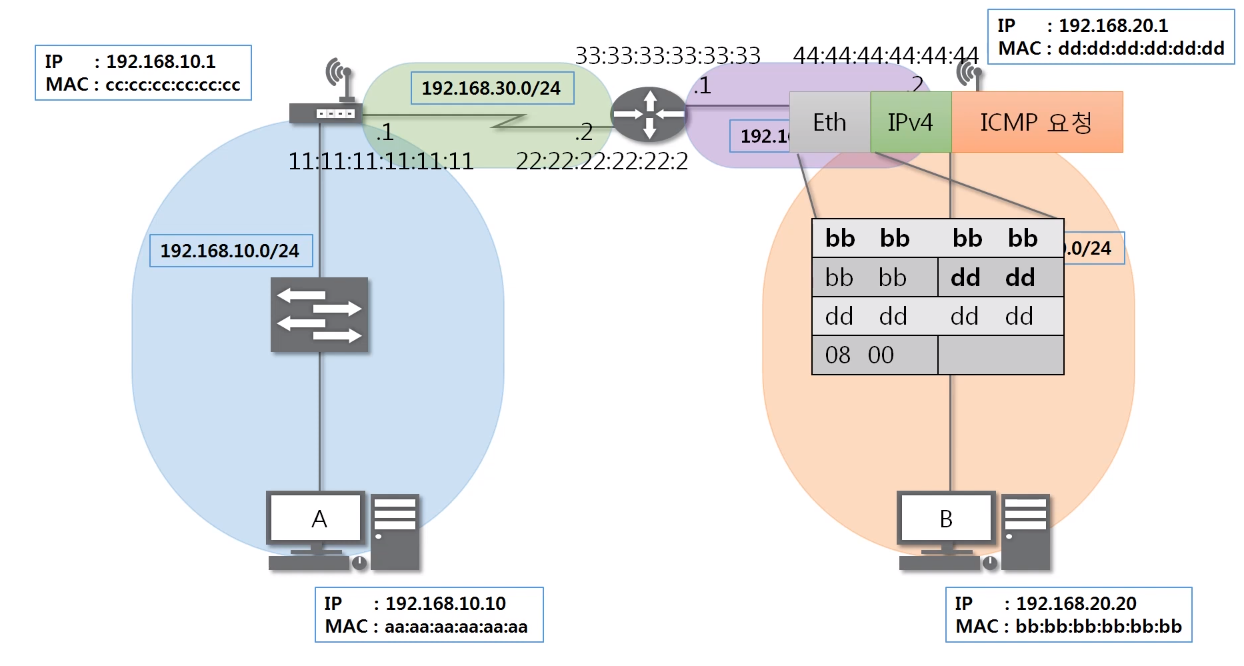 IP : 192.168.10.1
MAC : cc:cc:cc:cc:cc:cc
IP : 192.168.20.1
MAC : dd:dd:dd:dd:dd:dd
33:33:33:33:33:33
44:44:44:44:44:44
192.168.30.0/24
.1
.2
.1
.2
11:11:11:11:11:11
22:22:22:22:22:2
192.1
Eth
IPv4
ICMP 요청
192.168.10.0/24
.0/24
bb bb bb bb
bb bb dd dd
dd dd dd dd
08 00
A
B
IP : 192.168.10.10
MAC : aa:aa:aa:aa:aa:aa
IP : 192.168.20.20
MAC : bb:bb:bb:bb:bb:bb